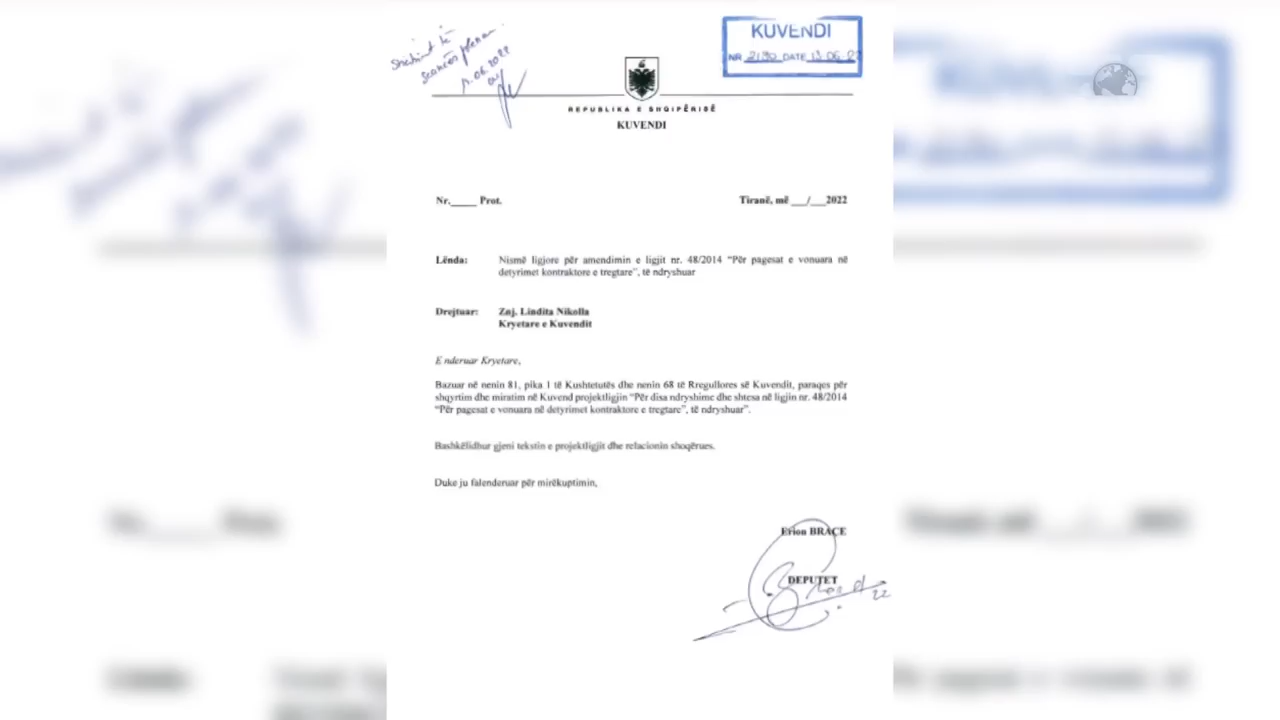 KUVENDI
NR 2190 DATE 13.06.22
REPUBLIKA E SHQIPËRISË
KUVENDI
Nr._____ Prot.
Tiranë, më ___/___2022
Lënda: Nismë ligjore për amendimin e ligjit nr. 48/2014 “Për pagesat e vonuara në
detyrimet kontraktore e tregtare”, të ndryshuar
Drejtuar: Znj. Lindita Nikolla
Kryetare e Kuvendit
E nderuar Kryetare,
Bazuar në nenin 81, pika 1 të Kushtetutës dhe nenin 68 të Rregullores së Kuvendit, paraqes për
shqyrtim dhe miratim në Kuvend projektligjin “Për disa ndryshime dhe shtesa në ligjin nr. 48/2014
“Për pagesat e vonuara në detyrimet kontraktore e tregtare”, të ndryshuar”.
Bashkëlidhur gjeni tekstin e projektligjit dhe relacionin shoqërues.
Duke ju falenderuar për mirëkuptimin,
Erion BRAÇE
DEPUTET